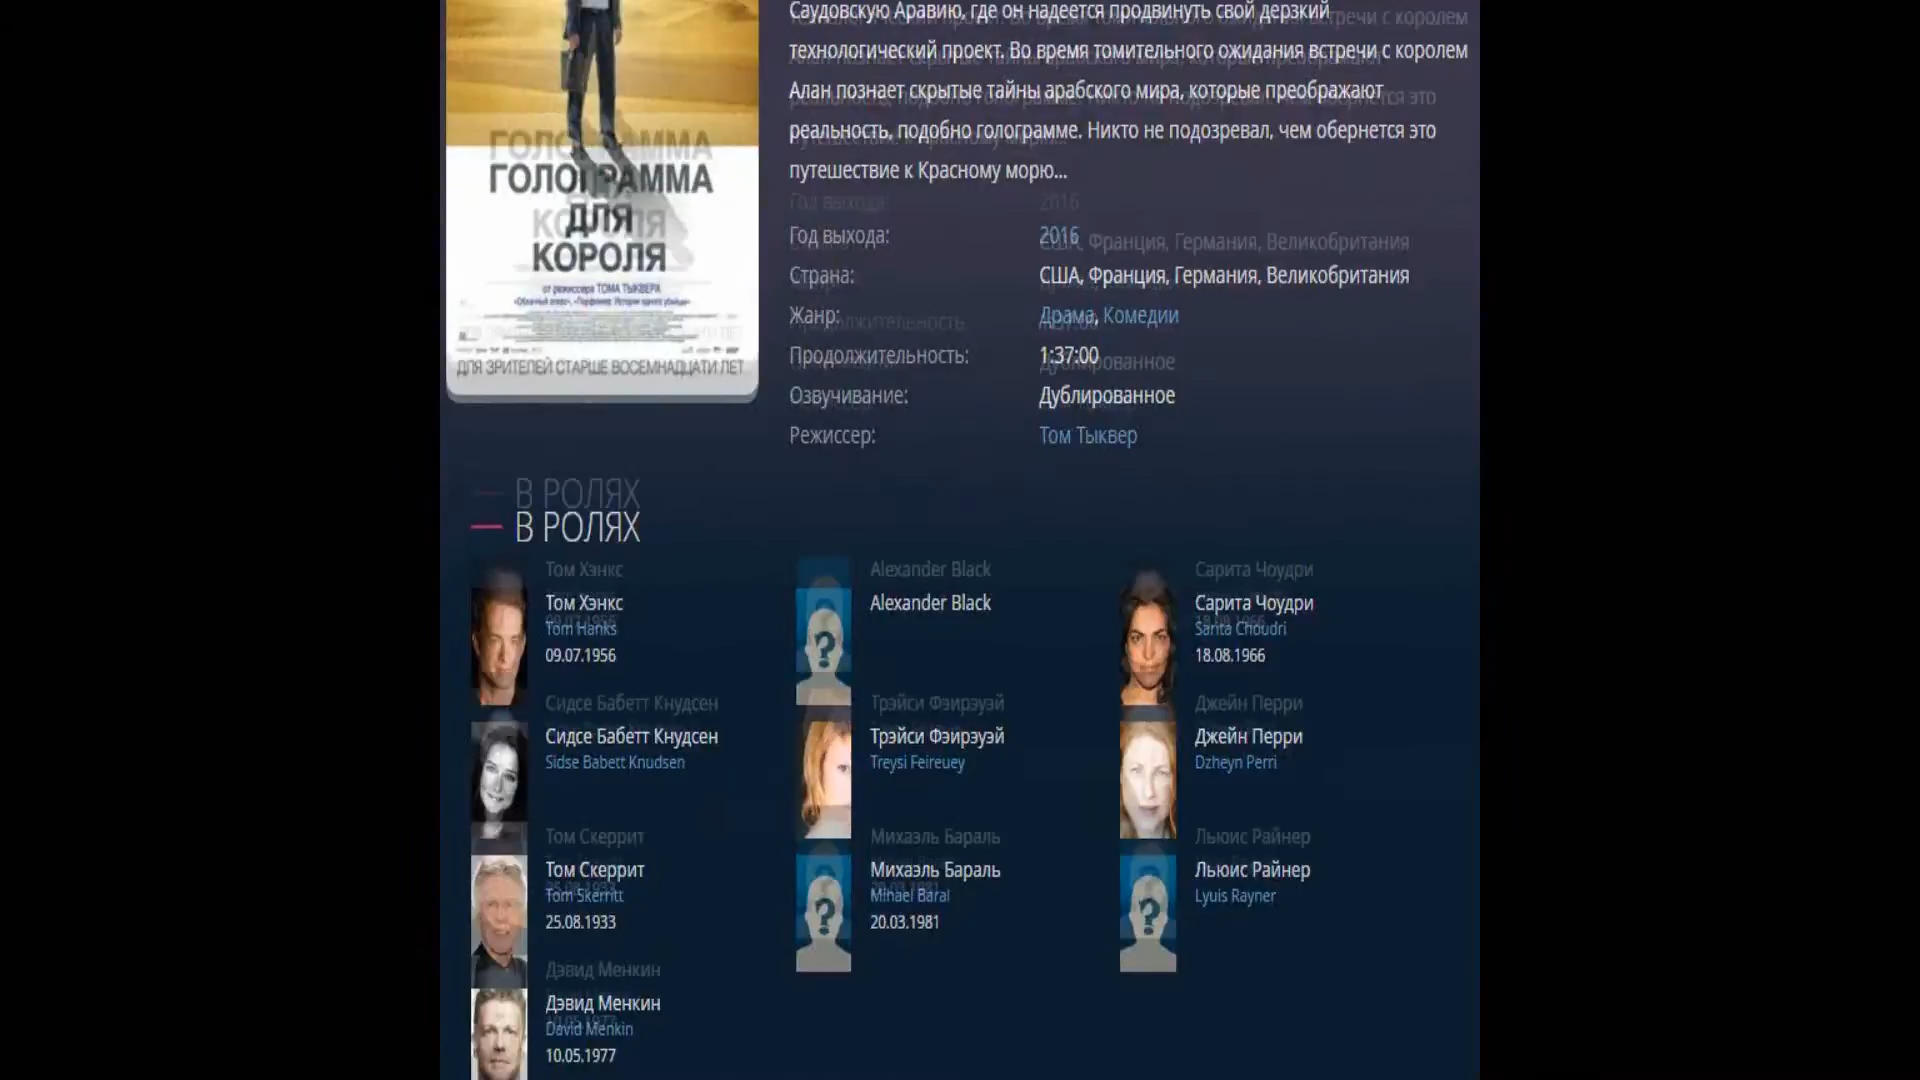 Саудовскую Аравию, где он надеется продвинуть свой дерзкий
технологический проект. Во время томительного ожидания встречи с королем
Алан познает скрытые тайны арабского мира, которые преображают
реальность, подобно голограмме. Никто не подозревал, чем обернется это
путешествие к Красному морю...
ГОЛОГРАММА
ДЛЯ
КОРОЛЯ
от режиссера ТОМА ТЫКВЕРА
ДЛЯ ЗРИТЕЛЕЙ СТАРШЕ ВОСЕМНАДЦАТИ ЛЕТ
Год выхода: 2016
Страна: США, Франция, Германия, Великобритания
Жанр: Драма, Комедии
Продолжительность: 1:37:00
Озвучивание: Дублированное
Режиссер: Том Тыквер
В РОЛЯХ
Том Хэнкс
Tom Hanks
09.07.1956
Alexander Black
Сарита Чоудри
Sarita Choudri
18.08.1966
Сидсе Бабетт Кнудсен
Sidse Babett Knudsen
Трэйси Фэирэуэй
Treysi Feireuey
Джейн Перри
Dzheyn Perri
Том Скеррит
Tom Skerritt
25.08.1933
Михаэль Бараль
Mihael Baral
20.03.1981
Льюис Райнер
Lyuis Rayner
Дэвид Менкин
David Menkin
10.05.1977